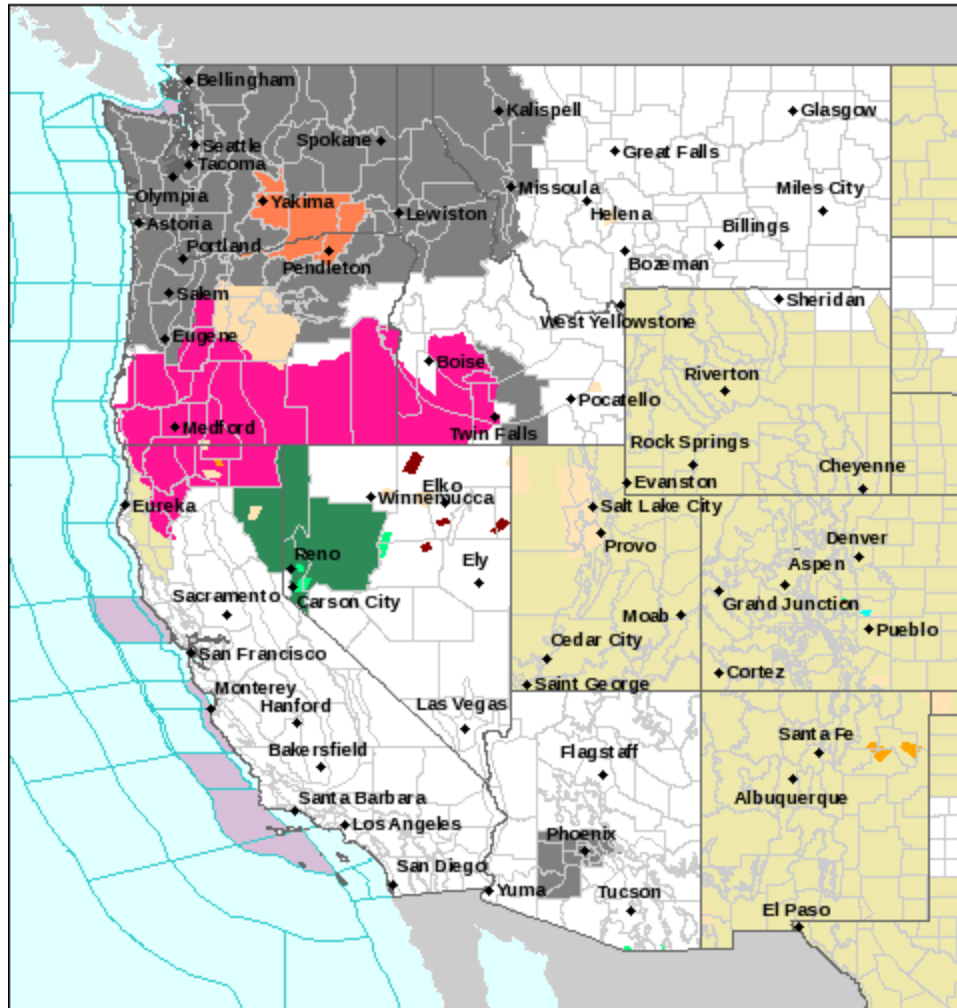 Bellingham
Kalispell
Glasgow
Spokane
Seattle
Great Falls
Tacoma
Olympia
Yakima
Missoula
Miles City
Helena
Lewiston
Astoria
Billings
Portland
Pendleton
Bozeman
Salem
Sheridan
West Yellowstone
Eugene
Boise
Riverton
Pocatello
Medford
Twin Falls
Rock Springs
Cheyenne
Evanston
Elko
Winnemucca
Eureka
Salt Lake City
Provo
Denver
Reno
Ely
Aspen
Sacramento
Carson City
Grand Junction
Moab
Pueblo
Cedar City
San Francisco
Cortez
Saint George
Monterey
Hanford
Las Vegas
Santa Fe
Bakersfield
Flagstaff
Albuquerque
Santa Barbara
Los Angeles
Phoenix
San Diego
Yuma
Tucson
El Paso